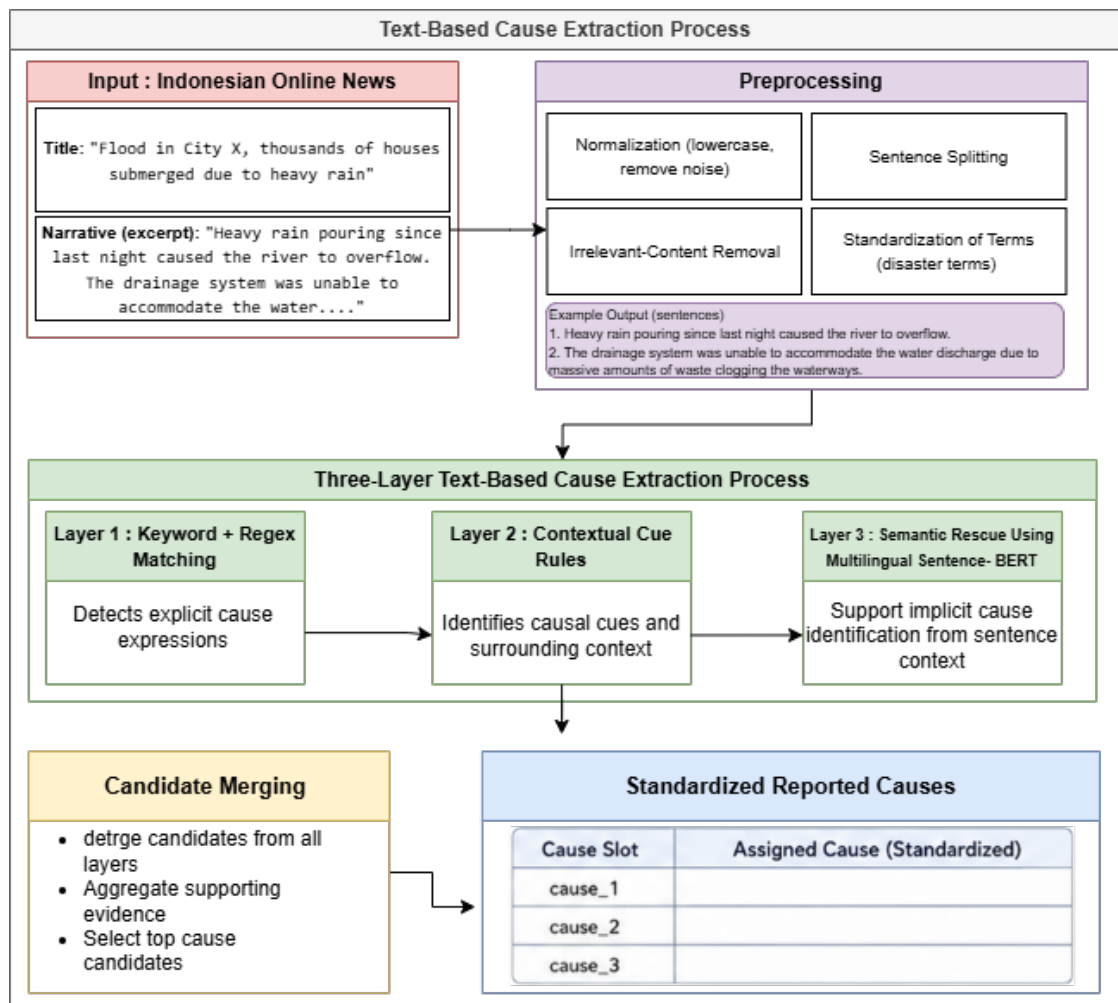 Text-Based Cause Extraction Process
Input : Indonesian Online News
Title: "Flood in City X, thousands of houses
submerged due to heavy rain"
Narrative (excerpt): "Heavy rain pouring since
last night caused the river to overflow.
The drainage system was unable to
accommodate the water...."
Preprocessing
Normalization (lowercase,
remove noise)
Sentence Splitting
Irrelevant-Content Removal
Standardization of Terms
(disaster terms)
Example Output (sentences)
1. Heavy rain pouring since last night caused the river to overflow.
2. The drainage system was unable to accommodate the water discharge due to
massive amounts of waste clogging the waterways.
Three-Layer Text-Based Cause Extraction Process
Layer 1 : Keyword + Regex
Matching
Detects explicit cause
expressions
Layer 2 : Contextual Cue
Rules
Identifies causal cues and
surrounding context
Layer 3 : Semantic Rescue Using
Multilingual Sentence- BERT
Support implicit cause
identification from sentence
context
Candidate Merging
• detrge candidates from all
layers
• Aggregate supporting
evidence
• Select top cause
candidates
Standardized Reported Causes
Cause Slot Assigned Cause (Standardized)
cause_1
cause_2
cause_3